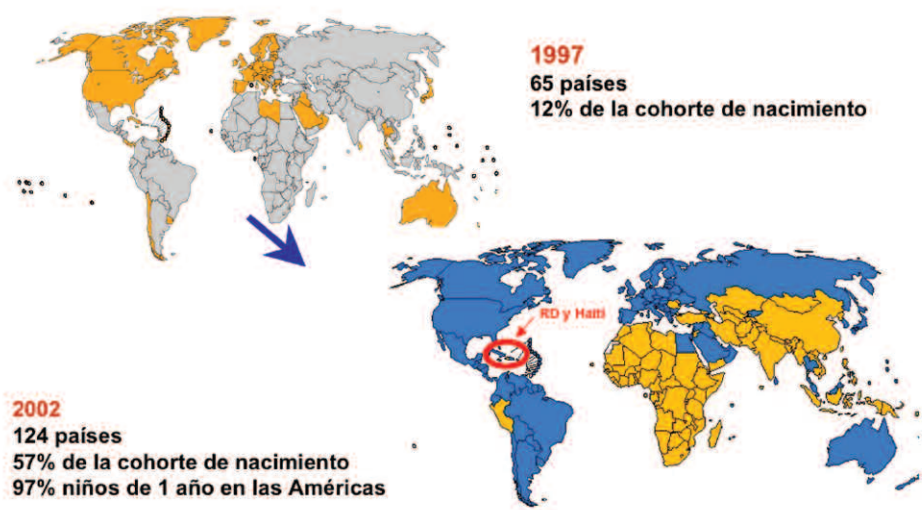 1997
65 países
12% de la cohorte de nacimiento
RD y Haití
2002
124 países
57% de la cohorte de nacimiento
97% niños de 1 año en las Américas